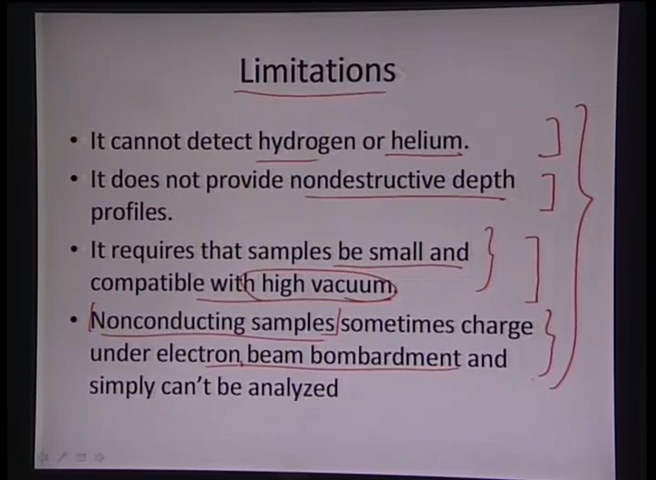 Limitations
• It cannot detect hydrogen or helium.
• It does not provide nondestructive depth
profiles.
• It requires that samples be small and
compatible with high vacuum
• Nonconducting samples sometimes charge
under electron beam bombardment and
simply can't be analyzed